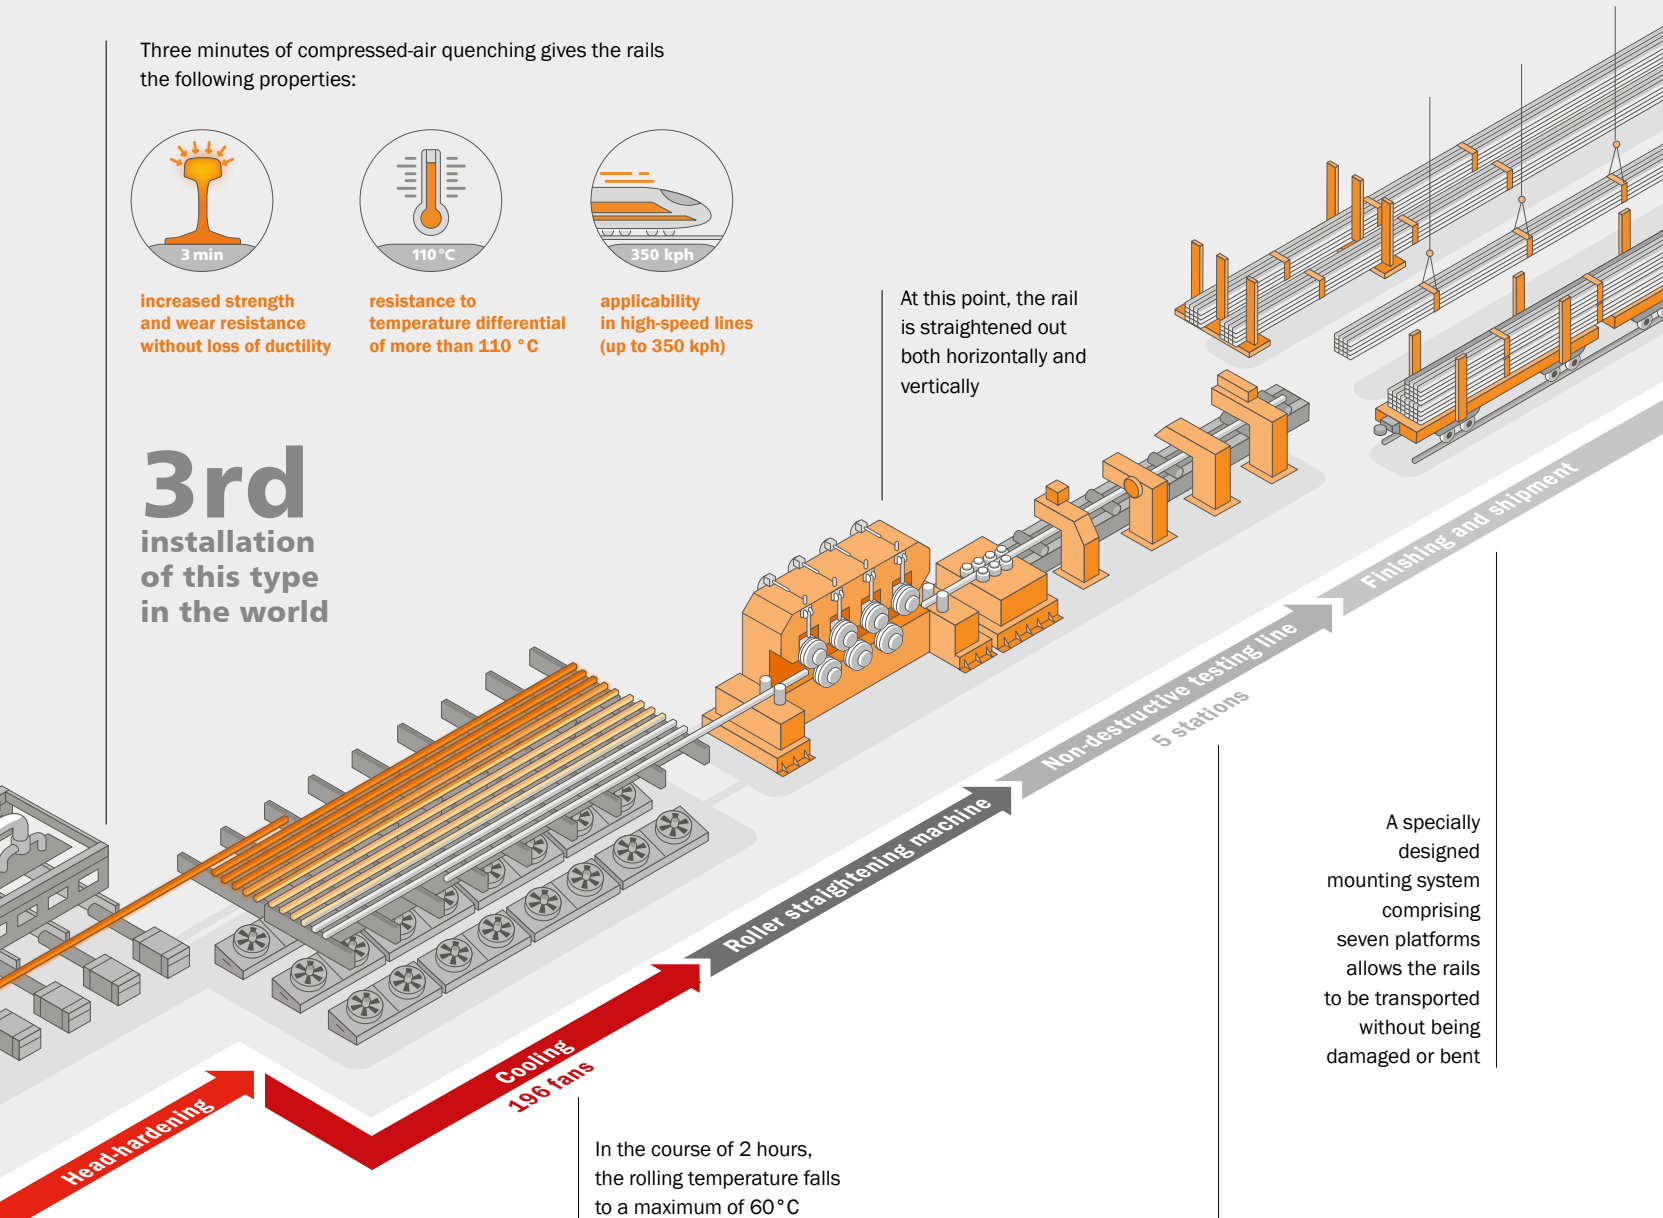 Three minutes of compressed-air quenching gives the rails
the following properties:
3 min
110°C
350 kph
increased strength
and wear resistance
without loss of ductility
resistance to
temperature differential
of more than 110 °C
applicability
in high-speed lines
(up to 350 kph)
At this point, the rail
is straightened out
both horizontally and
vertically
3rd
installation
of this type
in the world
Head-hardening
Cooling
196 fans
Roller straightening machine
Non-destructive testing line
5 stations
Finishing and shipment
In the course of 2 hours,
the rolling temperature falls
to a maximum of 60°C
A specially
designed
mounting system
comprising
seven platforms
allows the rails
to be transported
without being
damaged or bent